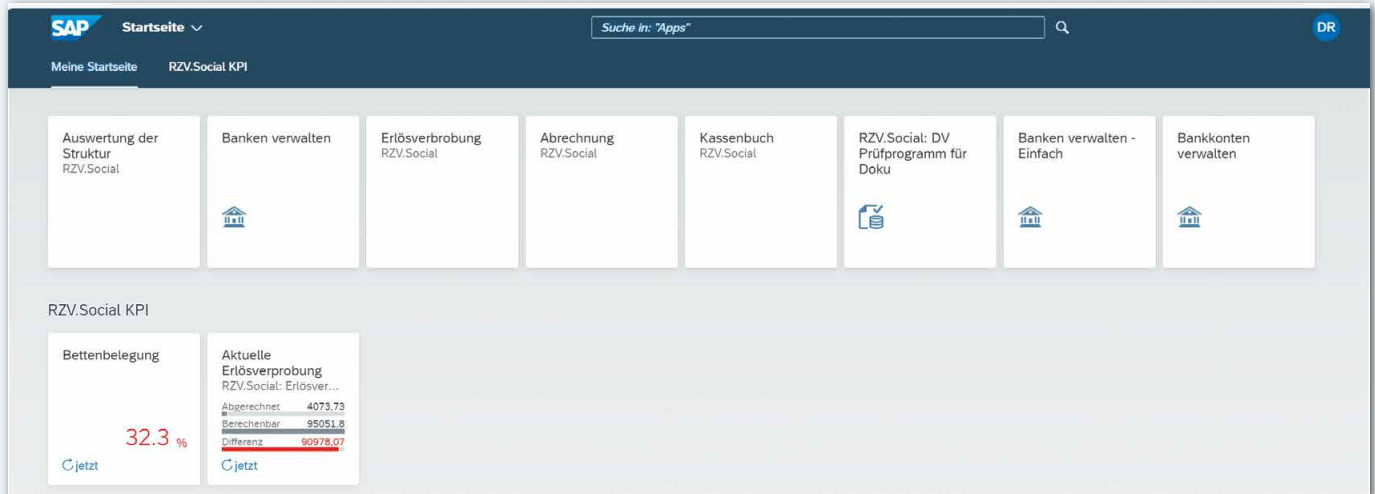 SAP Startseite Suche in: "Apps" DR
Meine Startseite RZV.Social KPI
Auswertung der Struktur
RZV.Social
Banken verwalten
Erlösverbrobung
RZV.Social
Abrechnung
RZV.Social
Kassenbuch
RZV.Social
RZV.Social: DV
Prüfprogramm für
Doku
Banken verwalten -
Einfach
Bankkonten
verwalten
RZV.Social KPI
Bettenbelegung
32.3 %
jetzt
Aktuelle
Erlösverprobung
RZV.Social: Erlösver...
Abgerechnet 4073,73
Berechenbar 95051,8
Differenz 90978,07
jetzt